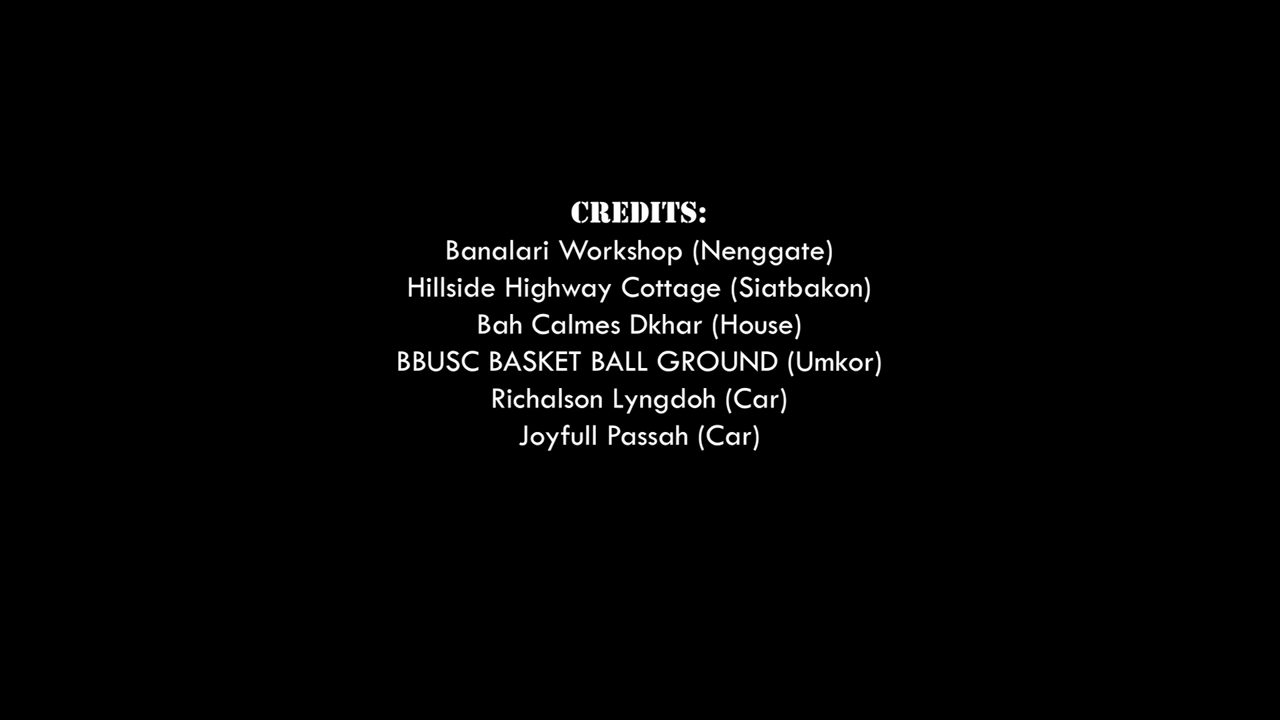 CREDITS:
Banalari Workshop (Nenggate)
Hillside Highway Cottage (Siatbakon)
Bah Calmes Dkhar (House)
BBUSC BASKET BALL GROUND (Umkor)
Richalson Lyngdoh (Car)
Joyfull Passah (Car)